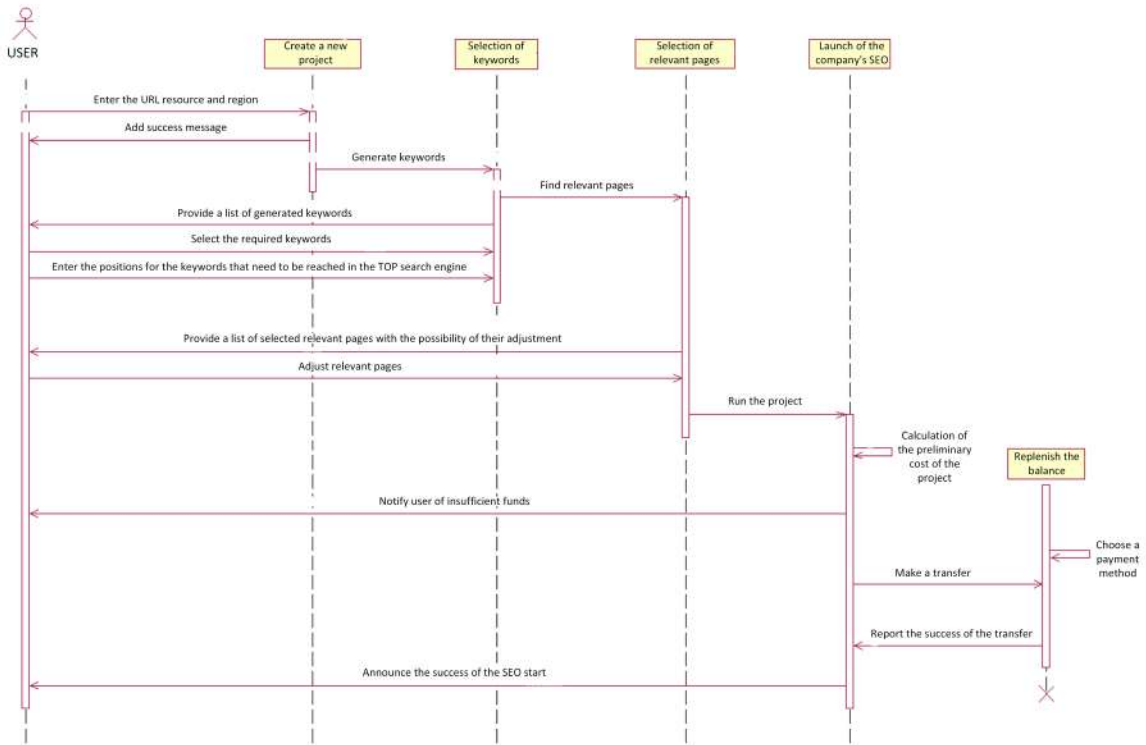 USER
Create a new
project
Selection of
keywords
Selection of
relevant pages
Launch of the
company's SEO
Enter the URL resource and region
Add success message
Generate keywords
Find relevant pages
Provide a list of generated keywords
Select the required keywords
Enter the positions for the keywords that need to be reached in the TOP search engine
Provide a list of selected relevant pages with the possibility of their adjustment
Adjust relevant pages
Run the project
Calculation of
the preliminary
cost of the
project
Replenish the
balance
Notify user of insufficient funds
Choose a
payment
method
Make a transfer
Report the success of the transfer
Announce the success of the SEO start